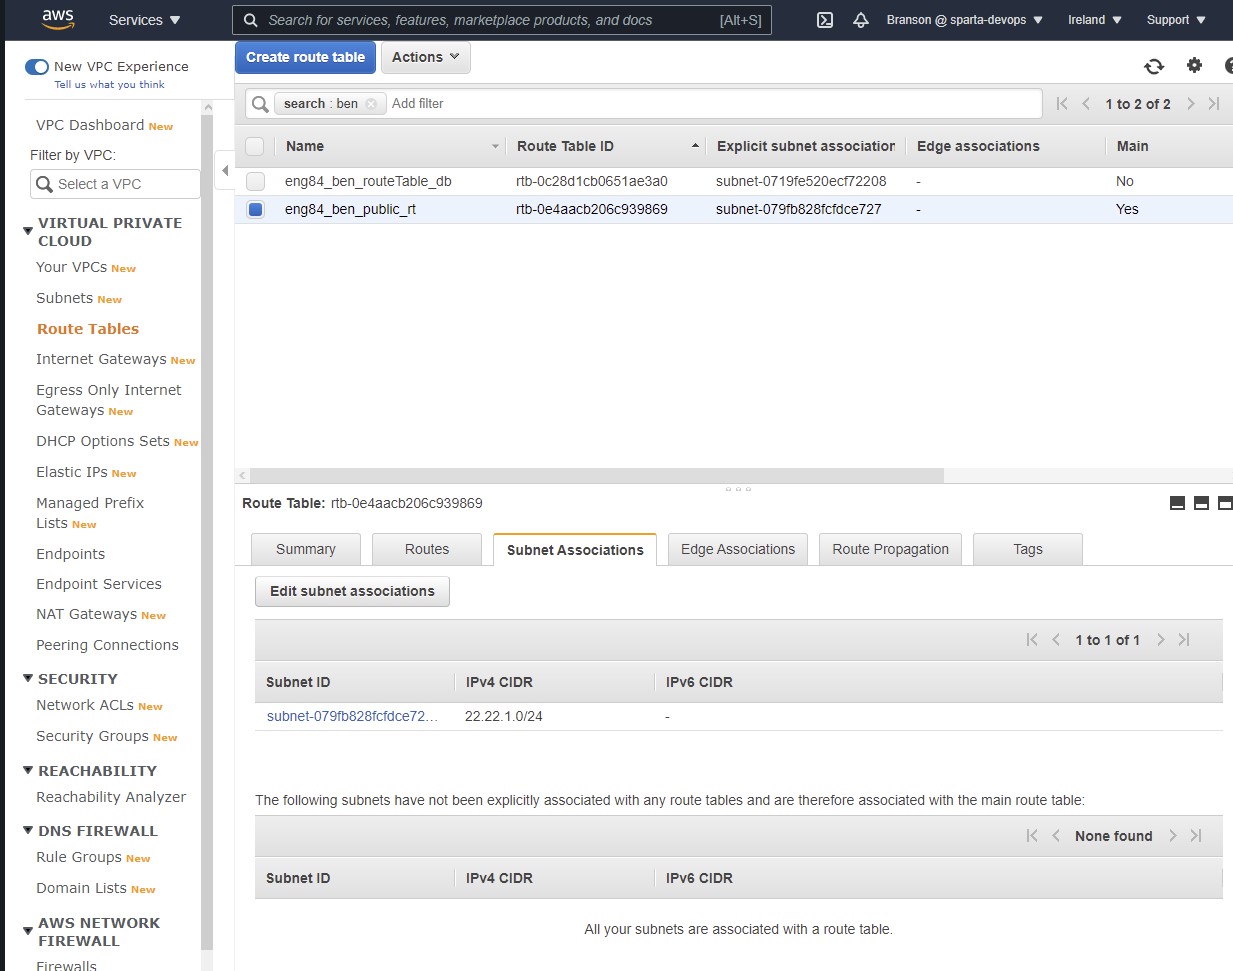 aws Services Search for services, features, marketplace products, and docs [Alt+S] Branson @ sparta-devops Ireland Support
New VPC Experience
Tell us what you think
VPC Dashboard New
Filter by VPC:
Select a VPC
VIRTUAL PRIVATE
CLOUD
Your VPCs New
Subnets New
Route Tables
Internet Gateways New
Egress Only Internet
Gateways New
DHCP Options Sets New
Elastic IPs New
Managed Prefix
Lists New
Endpoints
Endpoint Services
NAT Gateways New
Peering Connections
SECURITY
Network ACLs New
Security Groups New
REACHABILITY
Reachability Analyzer
DNS FIREWALL
Rule Groups New
Domain Lists New
AWS NETWORK
FIREWALL
Firewalls
Create route table Actions
search : ben Add filter 1 to 2 of 2
Name Route Table ID Explicit subnet association Edge associations Main
eng84_ben_routeTable_db rtb-0c28d1cb0651ae3a0 subnet-0719fe520ecf72208 - No
eng84_ben_public_rt rtb-0e4aacb206c939869 subnet-079fb828fcfdce727 - Yes
Route Table: rtb-0e4aacb206c939869
Summary Routes Subnet Associations Edge Associations Route Propagation Tags
Edit subnet associations
1 to 1 of 1
Subnet ID IPv4 CIDR IPv6 CIDR
subnet-079fb828fcfdce72... 22.22.1.0/24 -
The following subnets have not been explicitly associated with any route tables and are therefore associated with the main route table:
None found
Subnet ID IPv4 CIDR IPv6 CIDR
All your subnets are associated with a route table.